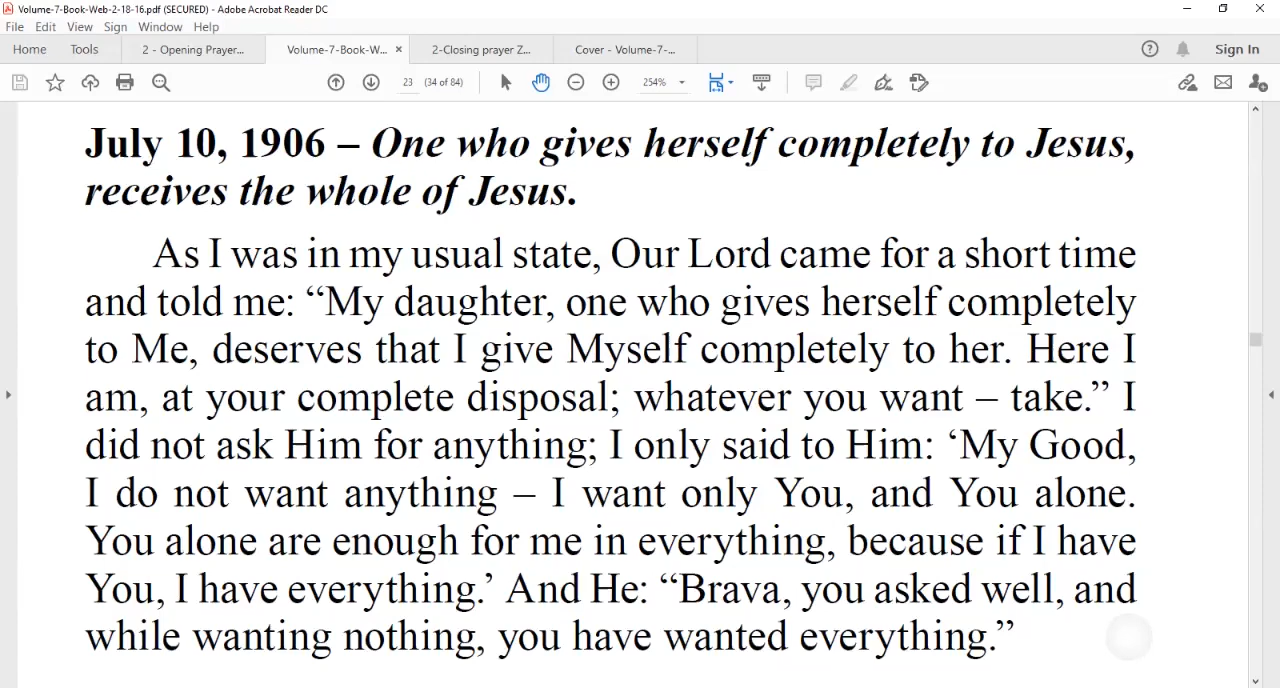 Volume-7-Book-Web-2-18-16.pdf (SECURED) - Adobe Acrobat Reader DC
File Edit View Sign Window Help
Home Tools 2 - Opening Prayer... Volume-7-Book-W... × 2-Closing prayer Z... Cover - Volume-7-... Sign In
23 (34 of 84) 254%
July 10, 1906 – One who gives herself completely to Jesus,
receives the whole of Jesus.
As I was in my usual state, Our Lord came for a short time
and told me: “My daughter, one who gives herself completely
to Me, deserves that I give Myself completely to her. Here I
am, at your complete disposal; whatever you want – take.” I
did not ask Him for anything; I only said to Him: ‘My Good,
I do not want anything – I want only You, and You alone.
You alone are enough for me in everything, because if I have
You, I have everything.’ And He: “Brava, you asked well, and
while wanting nothing, you have wanted everything.”